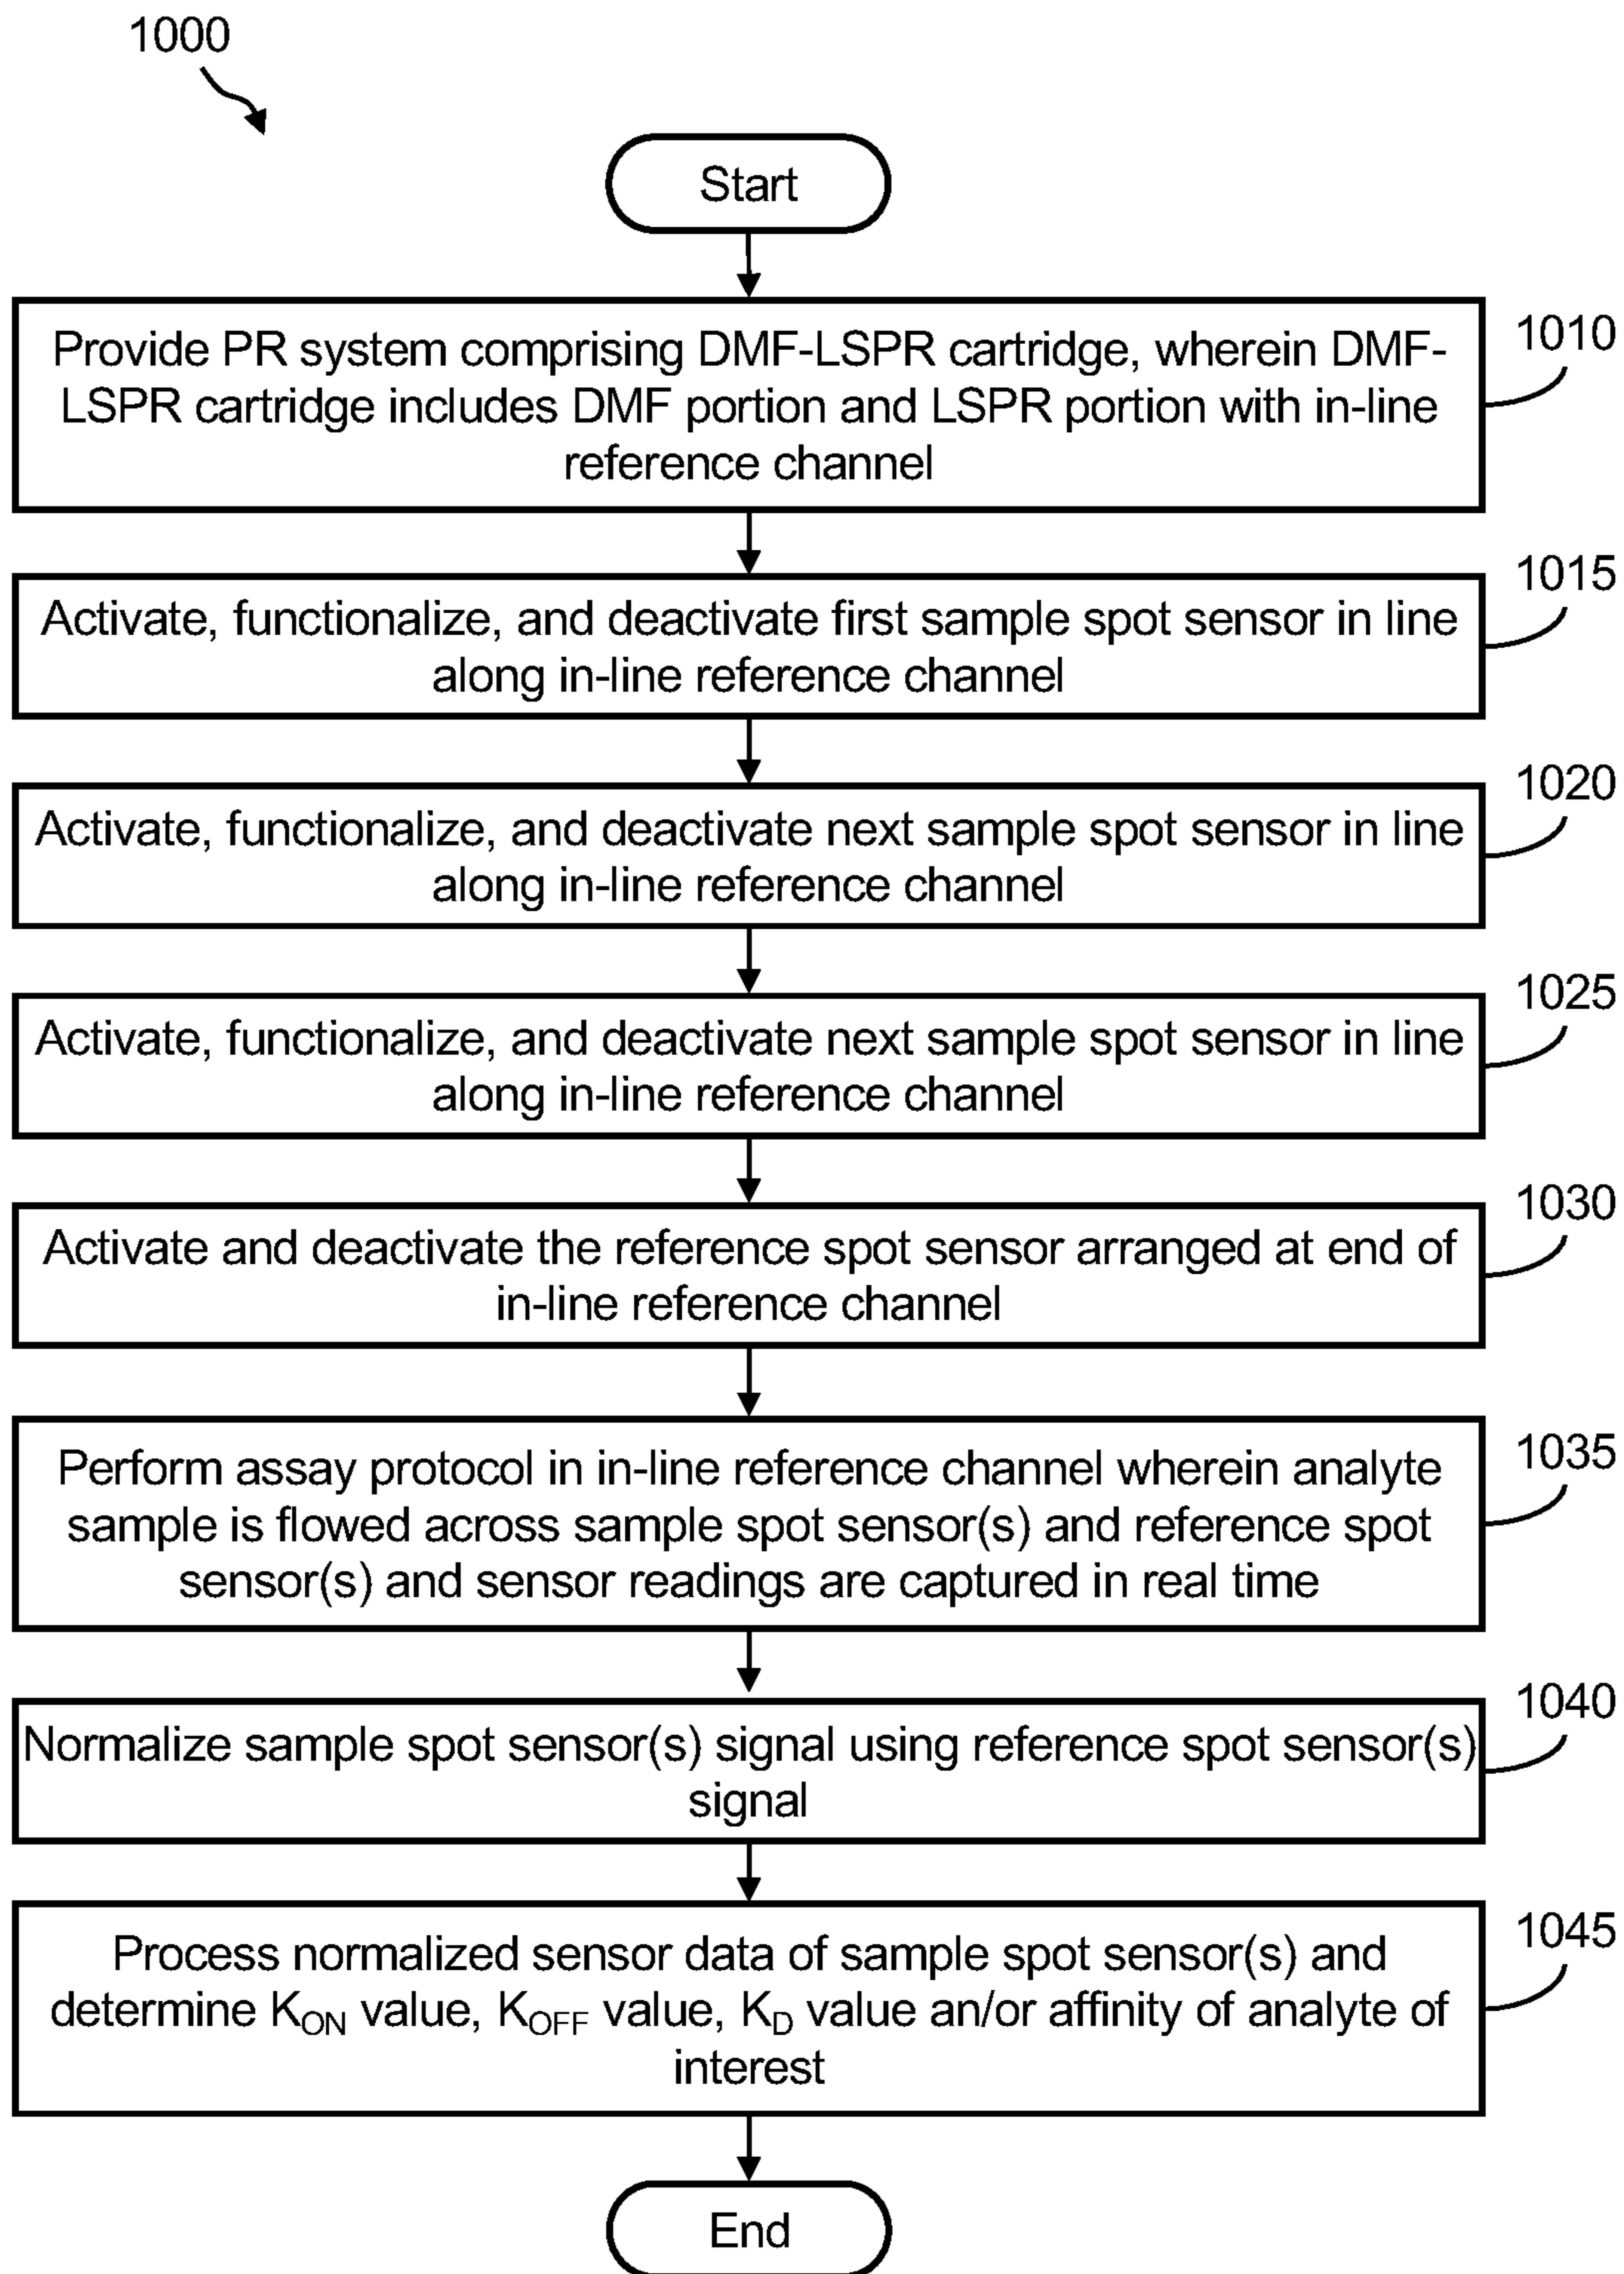 1000
Start
Provide PR system comprising DMF-LSPR cartridge, wherein DMF-
LSPR cartridge includes DMF portion and LSPR portion with in-line
reference channel
1010
Activate, functionalize, and deactivate first sample spot sensor in line
along in-line reference channel
1015
Activate, functionalize, and deactivate next sample spot sensor in line
along in-line reference channel
1020
Activate, functionalize, and deactivate next sample spot sensor in line
along in-line reference channel
1025
Activate and deactivate the reference spot sensor arranged at end of
in-line reference channel
1030
Perform assay protocol in in-line reference channel wherein analyte
sample is flowed across sample spot sensor(s) and reference spot
sensor(s) and sensor readings are captured in real time
1035
Normalize sample spot sensor(s) signal using reference spot sensor(s)
signal
1040
Process normalized sensor data of sample spot sensor(s) and
determine K_ON value, K_OFF value, K_D value an/or affinity of analyte of
interest
1045
End